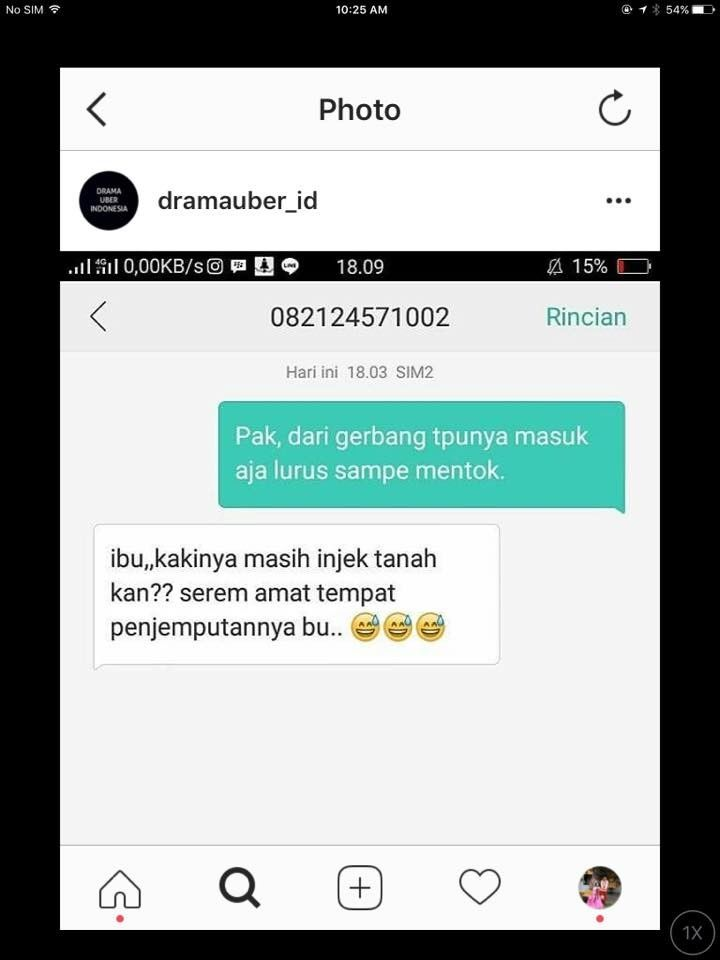 No SIM 10:25 AM 54%
Photo
DRAMA
UBER
INDONESIA
dramauber_id
4G 0,00KB/s LINE 18.09 15%
082124571002 Rincian
Hari ini 18.03 SIM2
Pak, dari gerbang tpunya masuk
aja lurus sampe mentok.
ibu,,kakinya masih injek tanah
kan?? serem amat tempat
penjemputannya bu.. 😅😅😅
1X